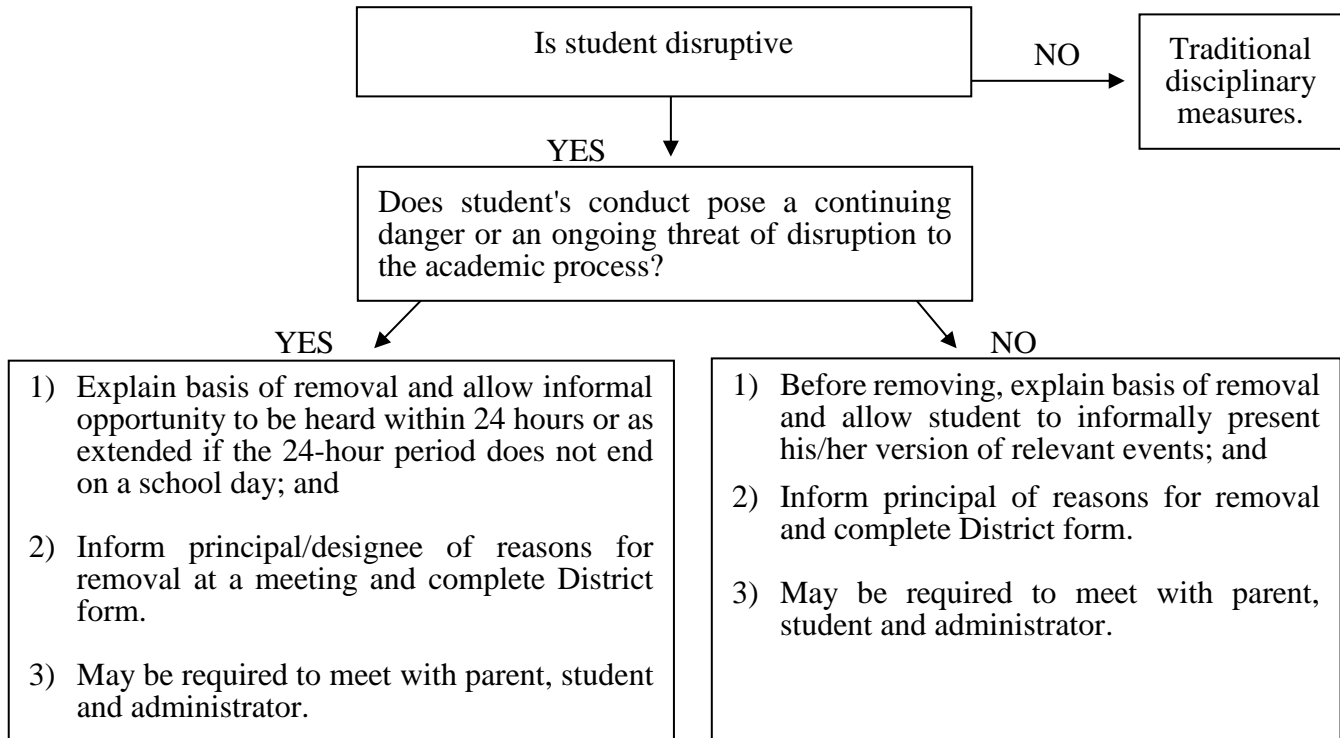 Is student disruptive
NO
Traditional
disciplinary
measures.
YES
Does student's conduct pose a continuing
danger or an ongoing threat of disruption to
the academic process?
YES
1) Explain basis of removal and allow informal
opportunity to be heard within 24 hours or as
extended if the 24-hour period does not end
on a school day; and
2) Inform principal/designee of reasons for
removal at a meeting and complete District
form.
3) May be required to meet with parent, student
and administrator.
NO
1) Before removing, explain basis of removal
and allow student to informally present
his/her version of relevant events; and
2) Inform principal of reasons for removal
and complete District form.
3) May be required to meet with parent,
student and administrator.